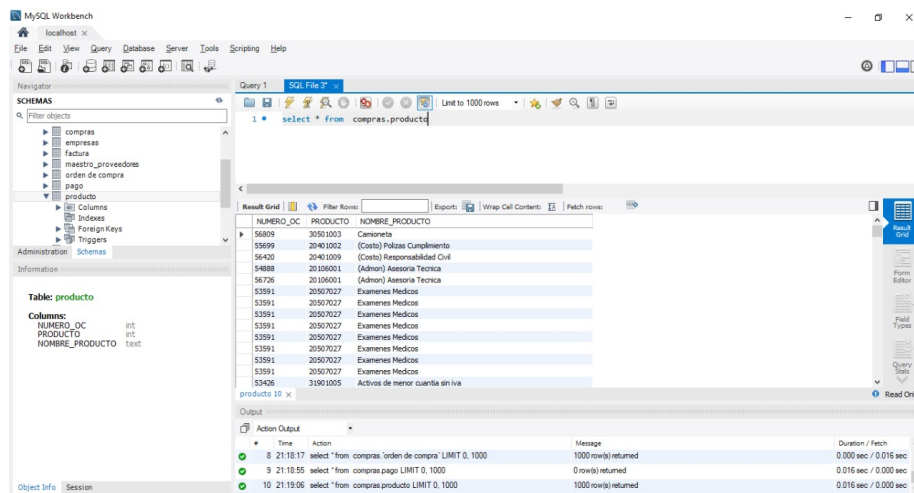 MySQL Workbench
localhost ×
File Edit View Query Database Server Tools Scripting Help
Navigator
SCHEMAS
Filter objects
compras
empresas
factura
maestro_proveedores
orden de compra
pago
producto
Columns
Indexes
Foreign Keys
Triggers
Administration Schemas
Information
Table: producto
Columns:
NUMERO_OC int
PRODUCTO int
NOMBRE_PRODUCTO text
Object Info Session
Query 1 SQL File 3* ×
Limit to 1000 rows
1 select * from compras.producto
Result Grid Filter Rows: Export: Wrap Cell Content: Fetch rows:
NUMERO_OC PRODUCTO NOMBRE_PRODUCTO
56809 30501003 Camioneta
55699 20401002 (Costo) Polizas Cumplimiento
56420 20401009 (Costo) Responsabilidad Civil
54888 20106001 (Admon) Asesoria Tecnica
56726 20106001 (Admon) Asesoria Tecnica
53591 20507027 Examenes Medicos
53591 20507027 Examenes Medicos
53591 20507027 Examenes Medicos
53591 20507027 Examenes Medicos
53591 20507027 Examenes Medicos
53591 20507027 Examenes Medicos
53591 20507027 Examenes Medicos
53591 20507027 Examenes Medicos
53426 31901005 Activos de menor cuantia sin iva
Result Grid
Form Editor
Field Types
Query Stats
producto 10 × Read Onl
Output
Action Output
# Time Action Message Duration / Fetch
8 21:18:17 select * from compras.`orden de compra` LIMIT 0, 1000 1000 row(s) returned 0.000 sec / 0.016 sec
9 21:18:55 select * from compras.pago LIMIT 0, 1000 0 row(s) returned 0.016 sec / 0.000 sec
10 21:19:06 select * from compras.producto LIMIT 0, 1000 1000 row(s) returned 0.016 sec / 0.000 sec